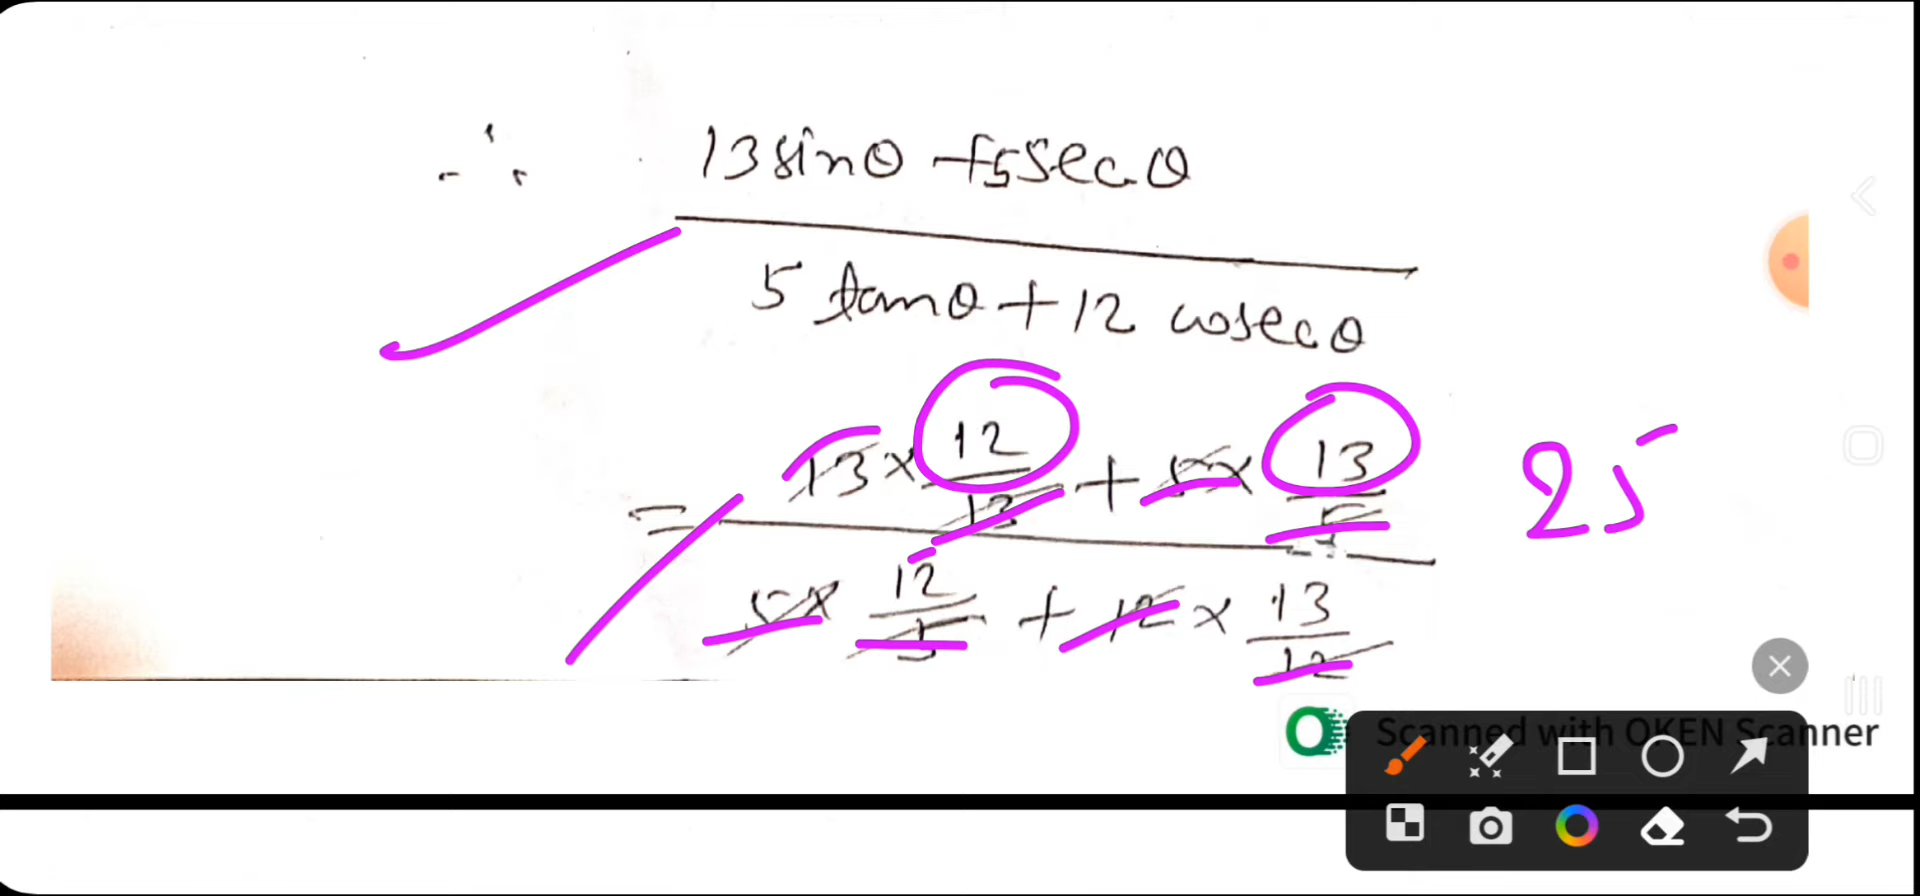 ∴ 13 sinθ + 5 secθ
5 tanθ + 12 cosecθ
= 13 × 12/13 + 5 × 13/5
5 × 12/5 + 12 × 13/12
25
Scanned with OKEN Scanner